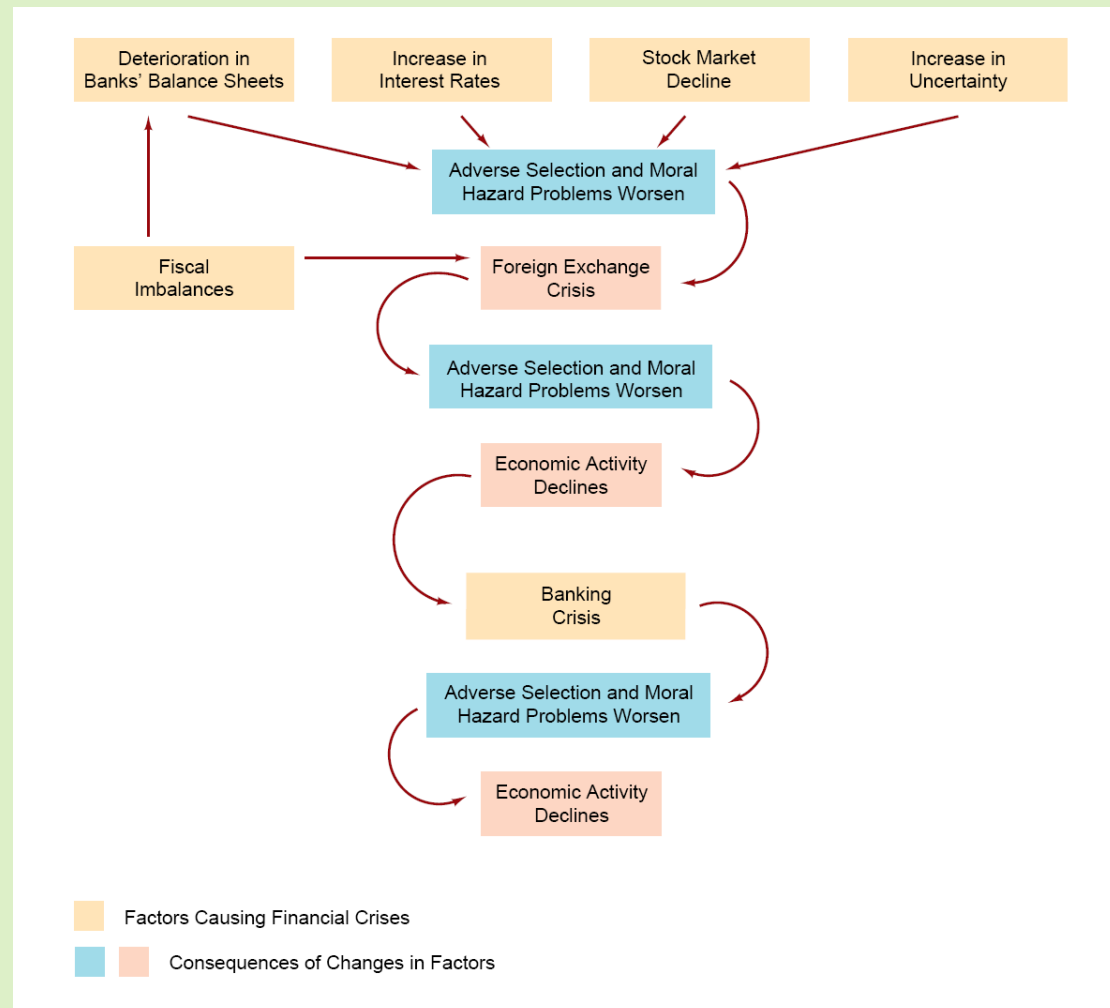 Deterioration in
Banks' Balance Sheets
Increase in
Interest Rates
Stock Market
Decline
Increase in
Uncertainty
Adverse Selection and Moral
Hazard Problems Worsen
Fiscal
Imbalances
Foreign Exchange
Crisis
Adverse Selection and Moral
Hazard Problems Worsen
Economic Activity
Declines
Banking
Crisis
Adverse Selection and Moral
Hazard Problems Worsen
Economic Activity
Declines
Factors Causing Financial Crises
Consequences of Changes in Factors